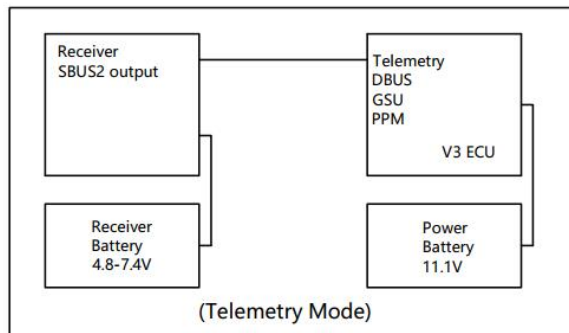 Receiver
SBUS2 output
Telemetry
DBUS
GSU
PPM
V3 ECU
Receiver
Battery
4.8-7.4V
Power
Battery
11.1V
(Telemetry Mode)